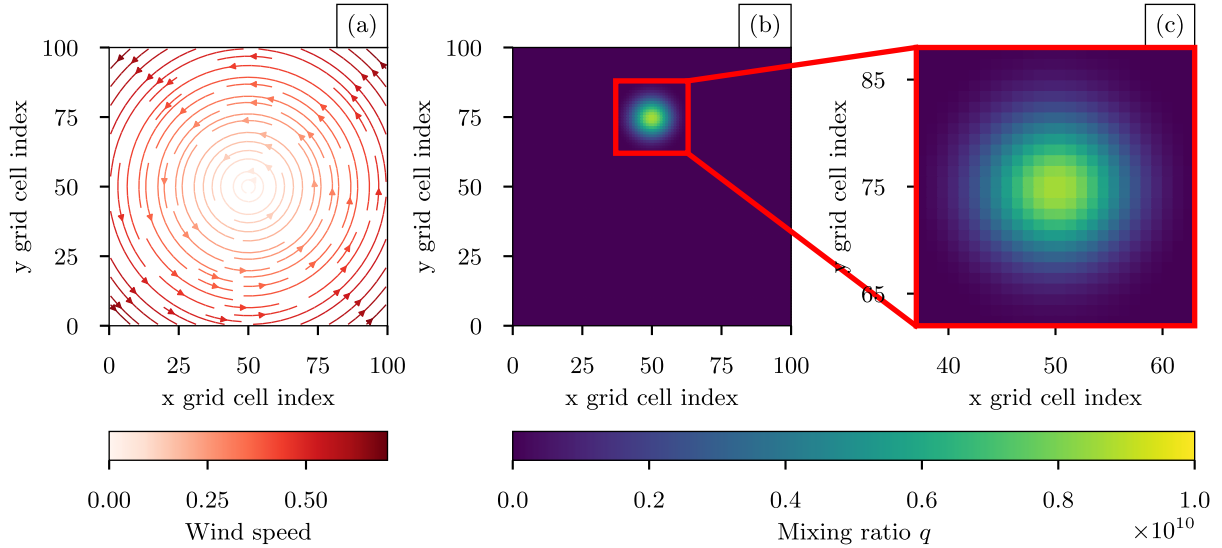 (a)
100
75
50
25
0
y grid cell index
0 25 50 75 100
x grid cell index
0.00 0.25 0.50
Wind speed
(b)
100
75
50
25
0
y grid cell index
0 25 50 75 100
x grid cell index
(c)
85
75
65
y grid cell index
40 50 60
x grid cell index
0.0 0.2 0.4 0.6 0.8 1.0
Mixing ratio q
×10¹⁰